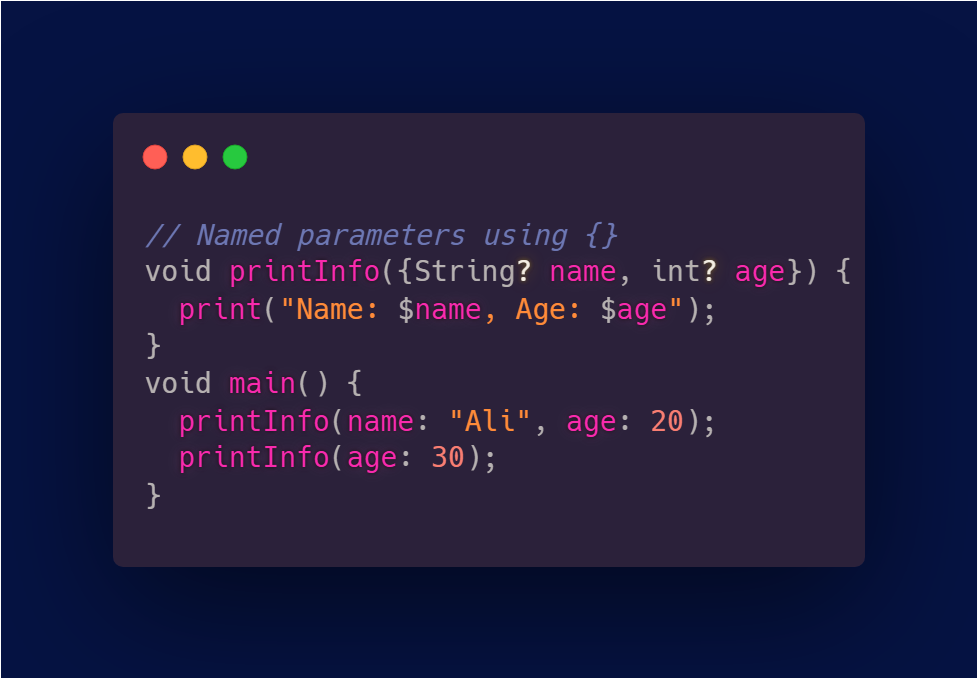 // Named parameters using {}
void printInfo({String? name, int? age}) {
  print("Name: $name, Age: $age");
}
void main() {
  printInfo(name: "Ali", age: 20);
  printInfo(age: 30);
}